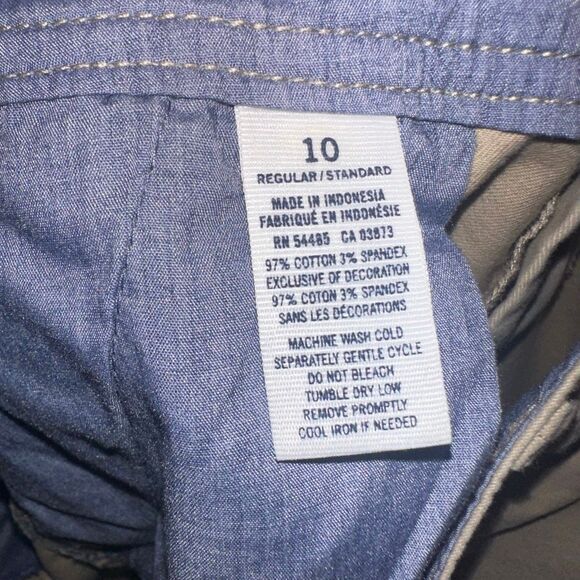 10
REGULAR/STANDARD
MADE IN INDONESIA
FABRIQUÉ EN INDONÉSIE
RN 54485 CA 03873
97% COTTON 3% SPANDEX
EXCLUSIVE OF DECORATION
97% COTON 3% SPANDEX
SANS LES DÉCORATIONS
MACHINE WASH COLD
SEPARATELY GENTLE CYCLE
DO NOT BLEACH
TUMBLE DRY LOW
REMOVE PROMPTLY
COOL IRON IF NEEDED